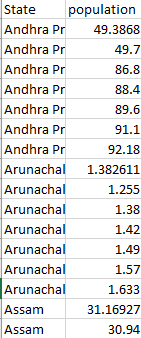 State population
Andhra Pr 49.3868
Andhra Pr 49.7
Andhra Pr 86.8
Andhra Pr 88.4
Andhra Pr 89.6
Andhra Pr 91.1
Andhra Pr 92.18
Arunachal 1.382611
Arunachal 1.255
Arunachal 1.38
Arunachal 1.42
Arunachal 1.49
Arunachal 1.57
Arunachal 1.633
Assam 31.16927
Assam 30.94